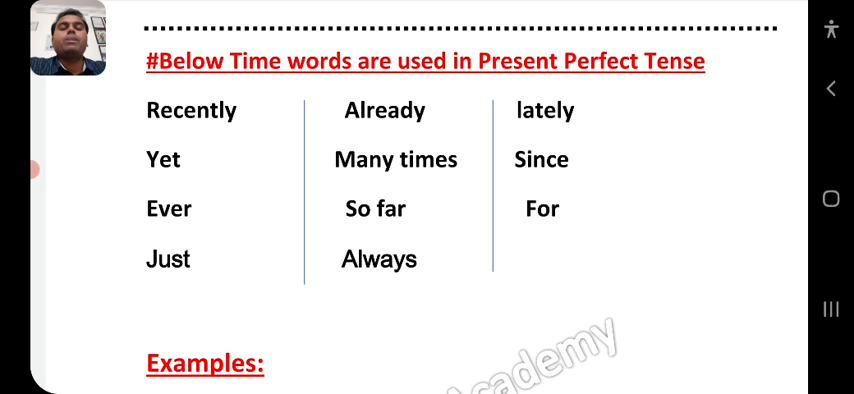 #Below Time words are used in Present Perfect Tense
Recently Already lately
Yet Many times Since
Ever So far For
Just Always
Examples:
Academy